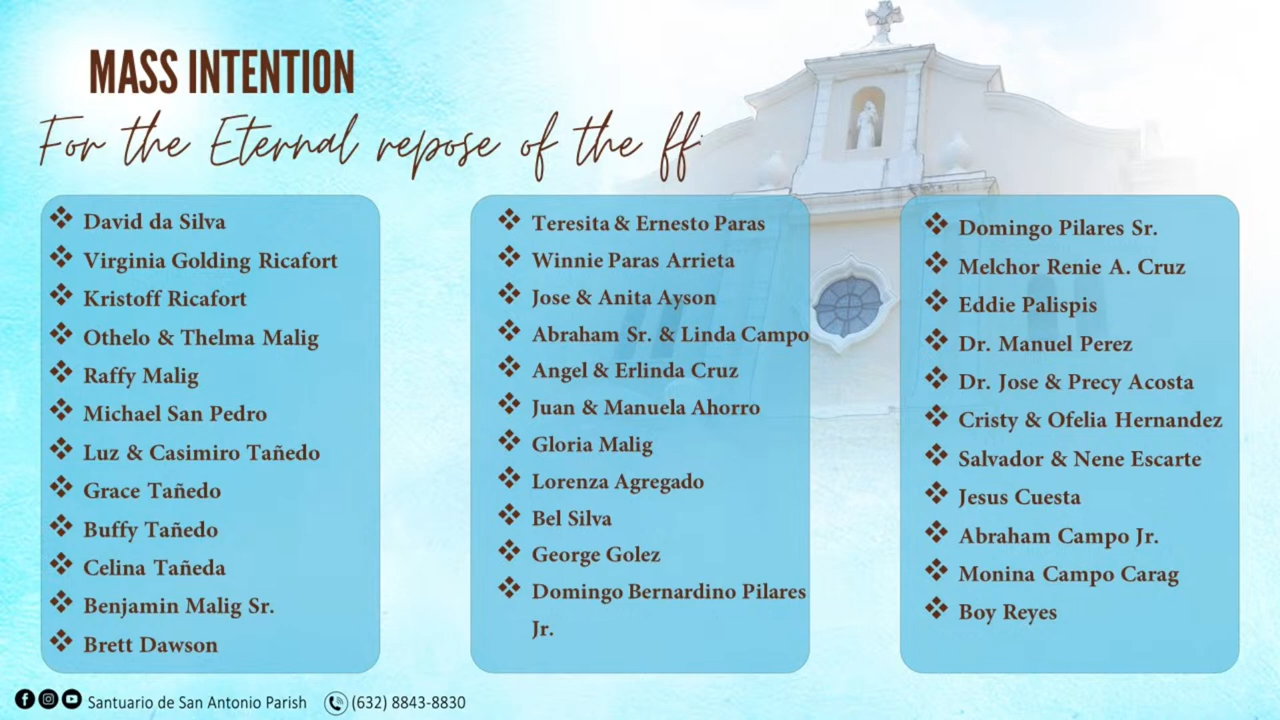 MASS INTENTION
For the Eternal repose of the ff:
David da Silva
Virginia Golding Ricafort
Kristoff Ricafort
Othelo & Thelma Malig
Raffy Malig
Michael San Pedro
Luz & Casimiro Tañedo
Grace Tañedo
Buffy Tañedo
Celina Tañeda
Benjamin Malig Sr.
Brett Dawson
Teresita & Ernesto Paras
Winnie Paras Arrieta
Jose & Anita Ayson
Abraham Sr. & Linda Campo
Angel & Erlinda Cruz
Juan & Manuela Ahorro
Gloria Malig
Lorenza Agregado
Bel Silva
George Golez
Domingo Bernardino Pilares
Jr.
Domingo Pilares Sr.
Melchor Renie A. Cruz
Eddie Palispis
Dr. Manuel Perez
Dr. Jose & Precy Acosta
Cristy & Ofelia Hernandez
Salvador & Nene Escarte
Jesus Cuesta
Abraham Campo Jr.
Monina Campo Carag
Boy Reyes
Santuario de San Antonio Parish (632) 8843-8830